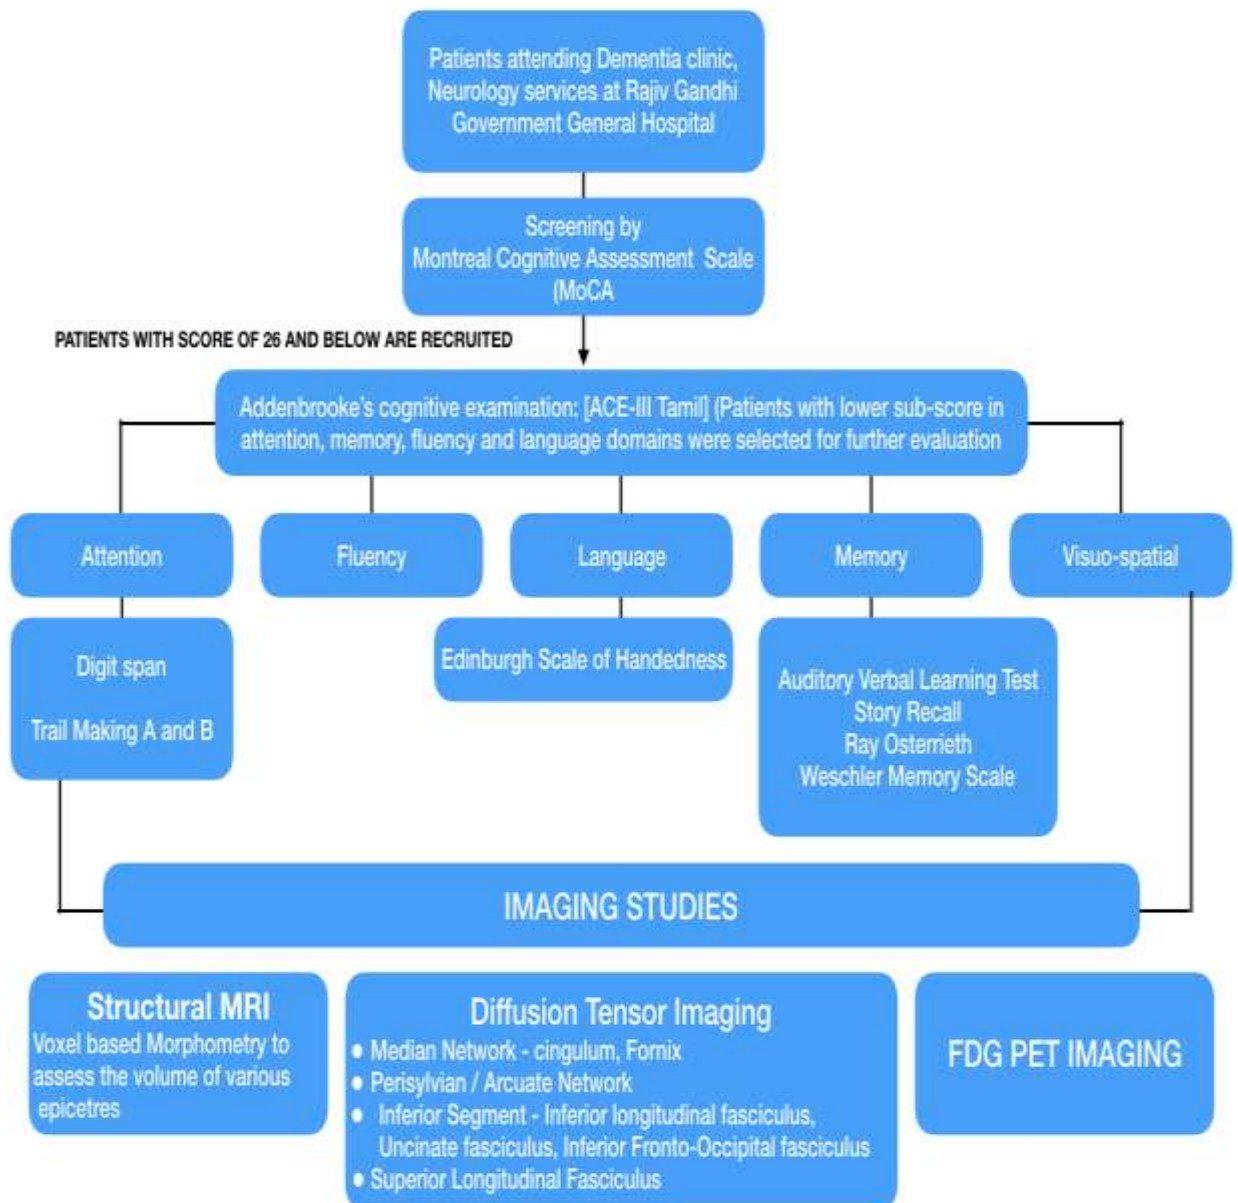 Patients attending Dementia clinic,
Neurology services at Rajiv Gandhi
Government General Hospital
Screening by
Montreal Cognitive Assessment Scale
(MoCA
PATIENTS WITH SCORE OF 26 AND BELOW ARE RECRUITED
Addenbrooke's cognitive examination: [ACE-III Tamil] (Patients with lower sub-score in
attention, memory, fluency and language domains were selected for further evaluation
Attention
Fluency
Language
Memory
Visuo-spatial
Digit span
Trail Making A and B
Edinburgh Scale of Handedness
Auditory Verbal Learning Test
Story Recall
Ray Osterrieth
Weschler Memory Scale
IMAGING STUDIES
Structural MRI
Voxel based Morphometry to
assess the volume of various
epicetres
Diffusion Tensor Imaging
● Median Network - cingulum, Fornix
● Perisylvian / Arcuate Network
● Inferior Segment - Inferior longitudinal fasciculus,
Uncinate fasciculus, Inferior Fronto-Occipital fasciculus
● Superior Longitudinal Fasciculus
FDG PET IMAGING